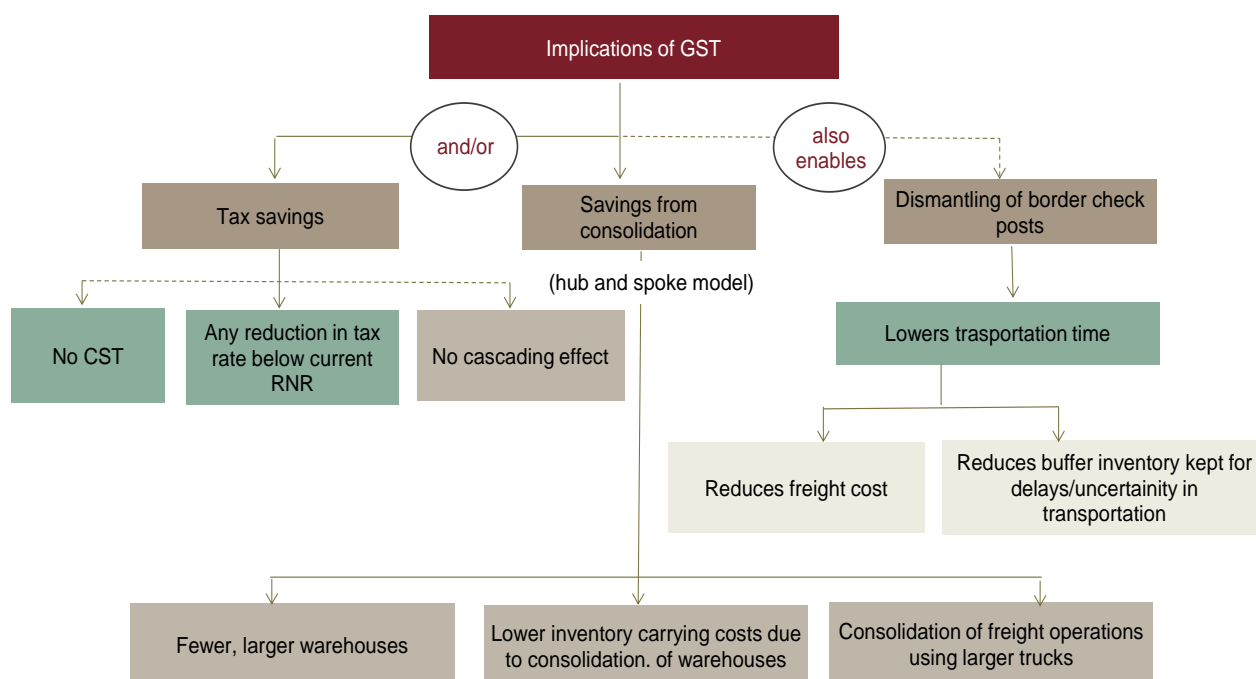 Implications of GST
and/or
also
enables
Tax savings
Savings from
consolidation
Dismantling of border check
posts
(hub and spoke model)
No CST
Any reduction in tax
rate below current
RNR
No cascading effect
Lowers trasportation time
Reduces freight cost
Reduces buffer inventory kept for
delays/uncertainity in
transportation
Fewer, larger warehouses
Lower inventory carrying costs due
to consolidation. of warehouses
Consolidation of freight operations
using larger trucks